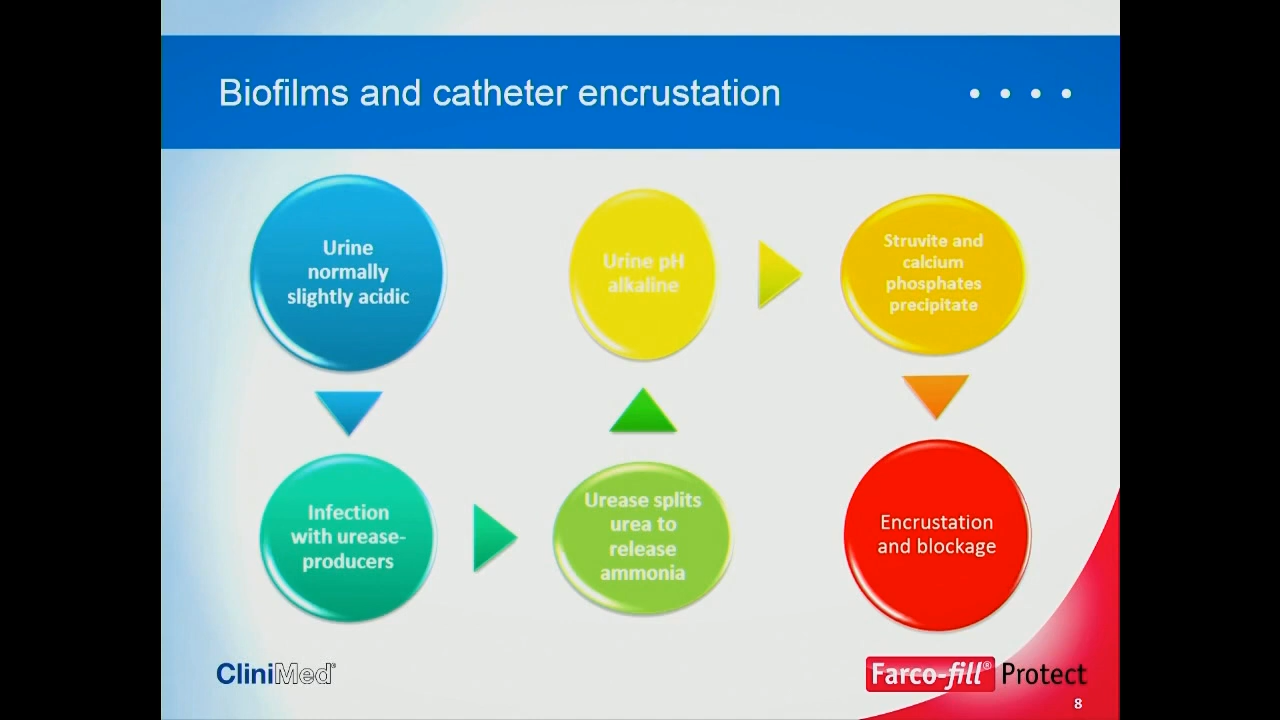 Biofilms and catheter encrustation
Urine
normally
slightly acidic
Infection
with urease-
producers
Urease splits
urea to
release
ammonia
Urine pH
alkaline
Struvite and
calcium
phosphates
precipitate
Encrustation
and blockage
CliniMed®
Farco-fill® Protect
8